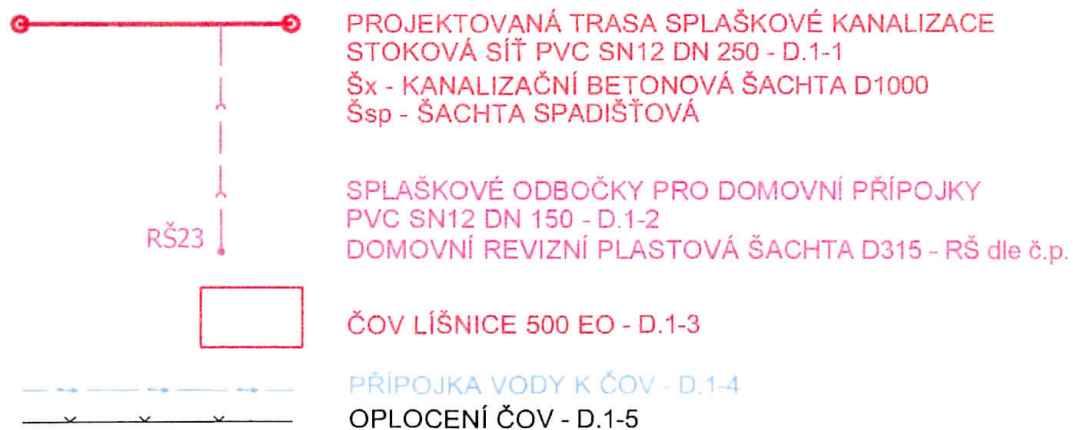 PROJEKTOVANÁ TRASA SPLAŠKOVÉ KANALIZACE
STOKOVÁ SÍŤ PVC SN12 DN 250 - D.1-1
Šx - KANALIZAČNÍ BETONOVÁ ŠACHTA D1000
Šsp - ŠACHTA SPADIŠŤOVÁ
SPLAŠKOVÉ ODBOČKY PRO DOMOVNÍ PŘÍPOJKY
PVC SN12 DN 150 - D.1-2
RŠ23
DOMOVNÍ REVIZNÍ PLASTOVÁ ŠACHTA D315 - RŠ dle č.p.
ČOV LÍŠNICE 500 EO - D.1-3
PŘÍPOJKA VODY K ČOV - D.1-4
OPLOCENÍ ČOV - D.1-5